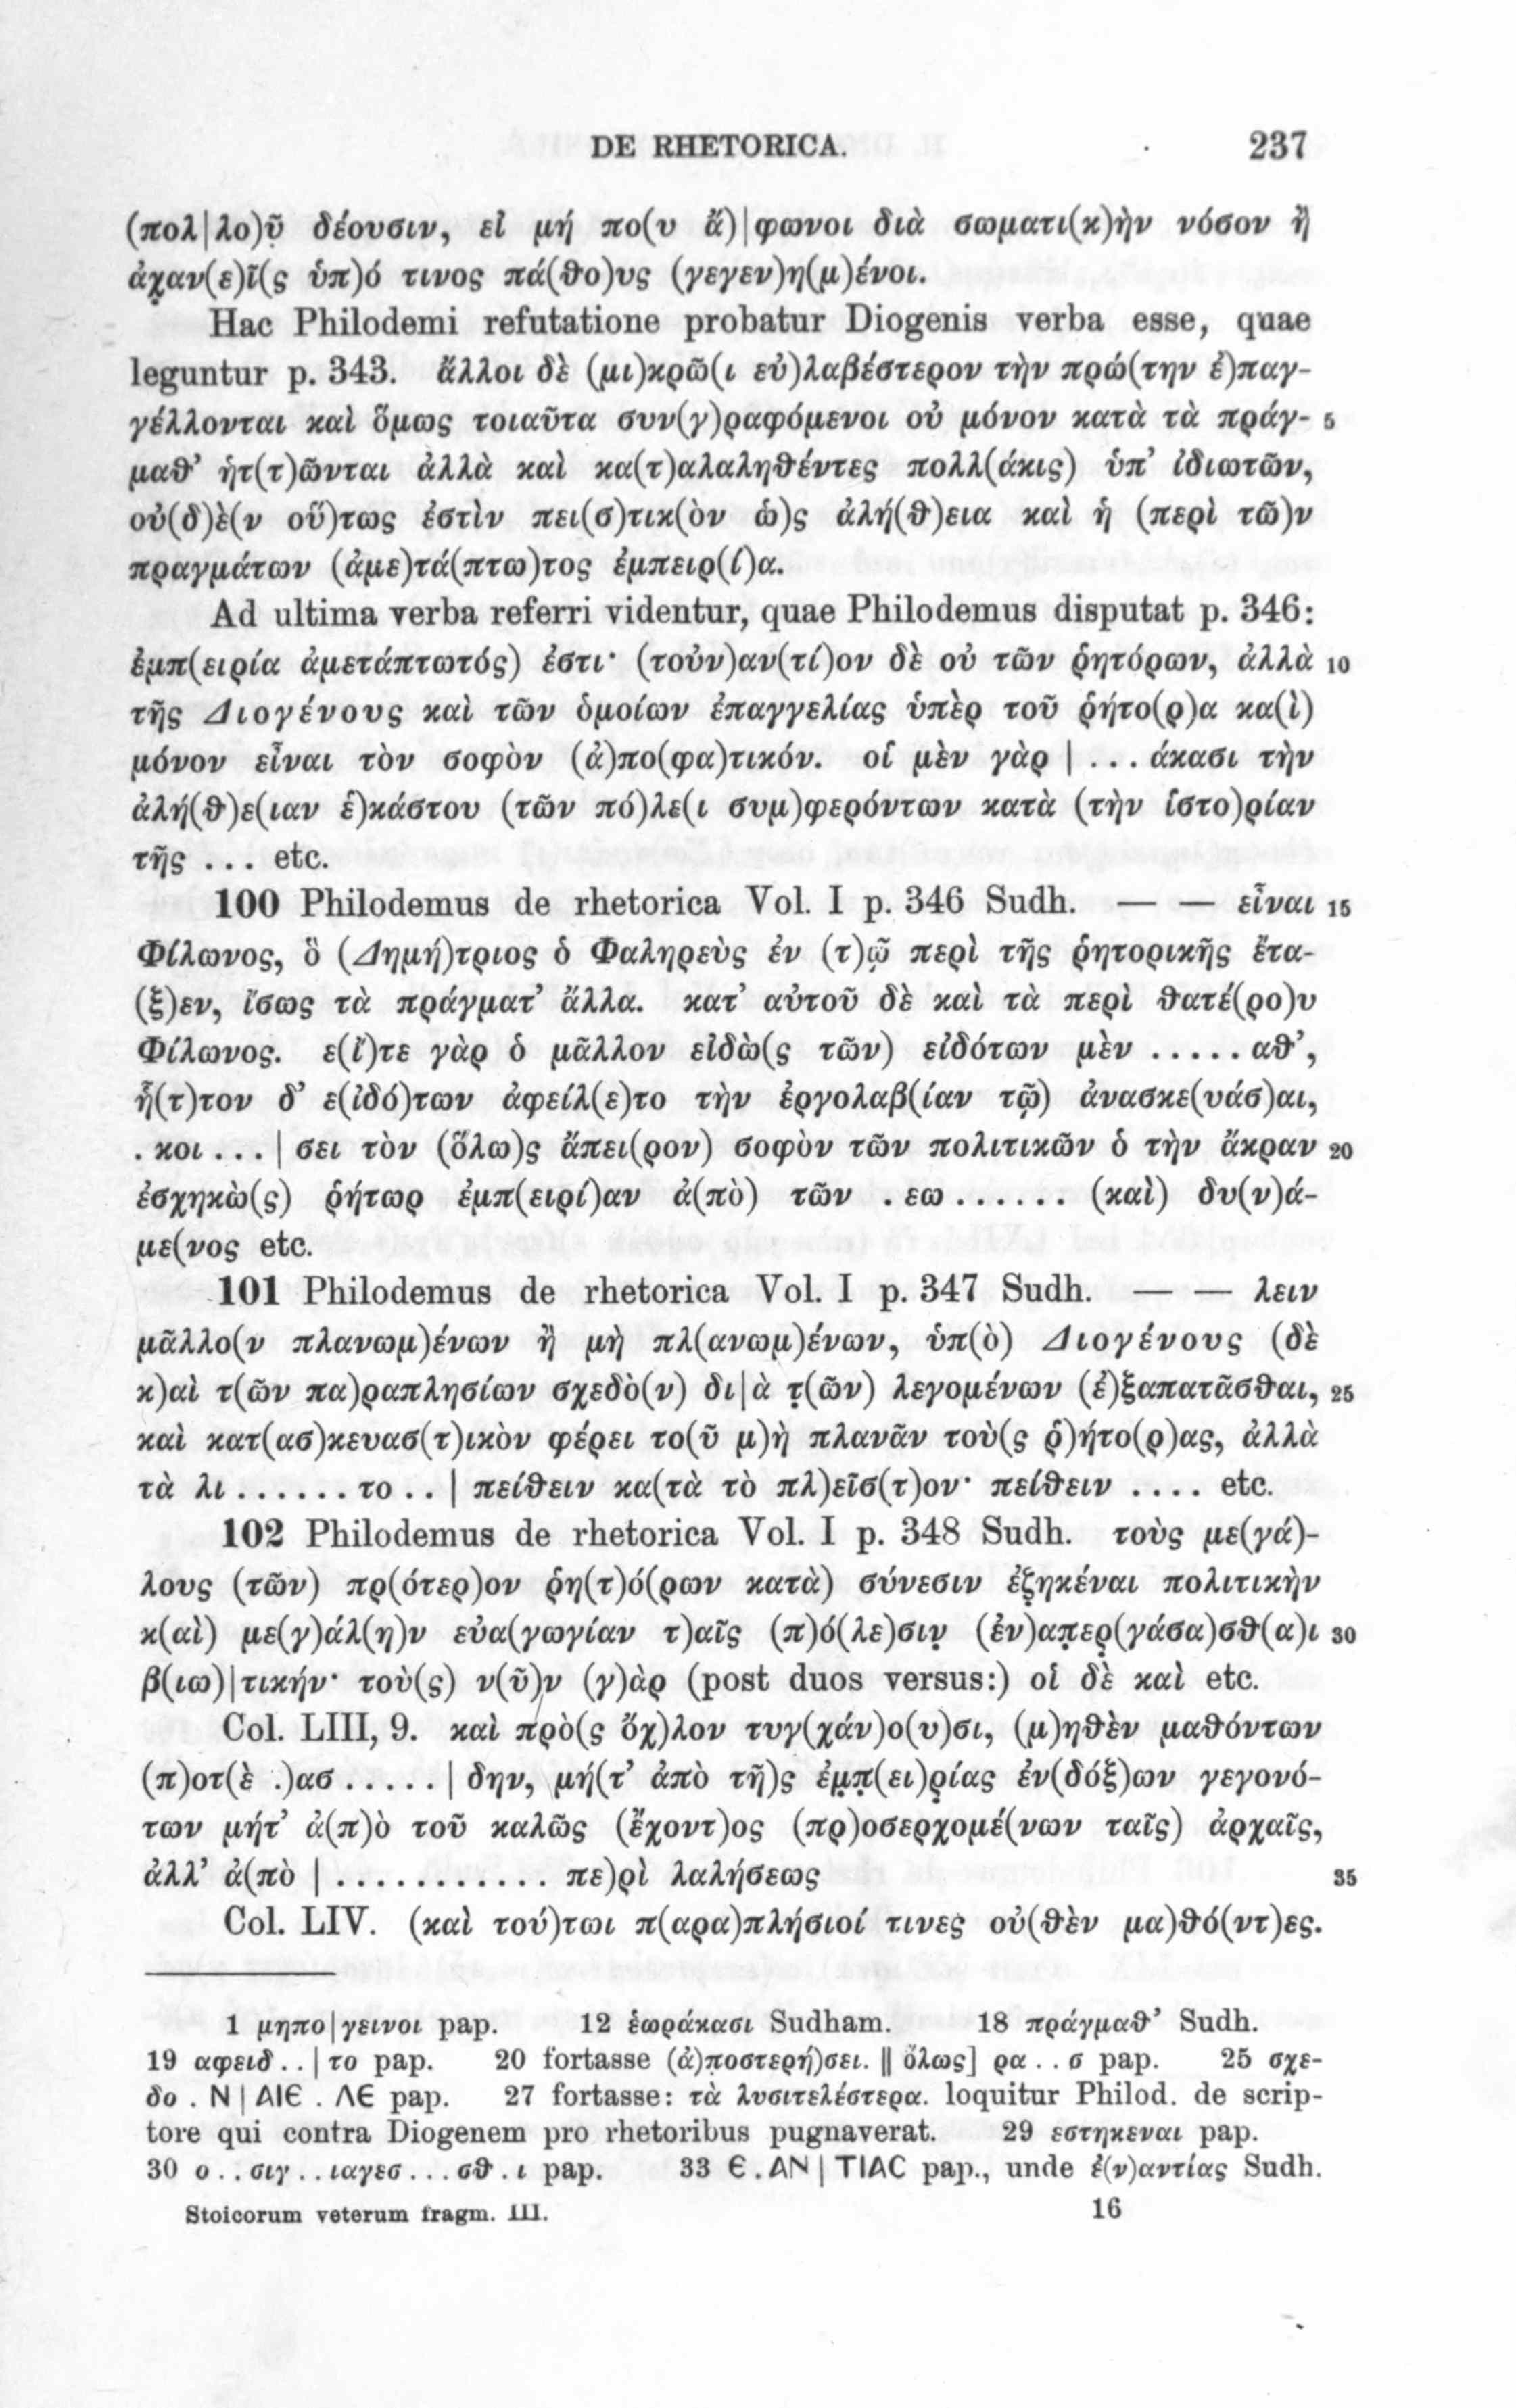 DE RHETORICA. 237
(πολ|λο)ῦ δέουσιν, εἰ μή πο(υ ἄ)|φωνοι διὰ σωματι(κ)ὴν νόσον ἢ
ἀχ̣αν(ε)ῖ(ς ὑπ)ό τινος πά(θο)υς (γεγεν)η(μ)ένοι.
Hac Philodemi refutatione probatur Diogenis verba esse, quae
leguntur p. 343. ἄλλοι δὲ (μι)κρῶ(ι εὐ)λαβέστερον τὴν πρώ(την ἐ)παγ-
γέλλονται καὶ ὅμως τοιαῦτα συν(γ)ραφόμενοι οὐ μόνον κατὰ τὰ πράγ- 5
μαθ’ ἡτ(τ)ῶνται ἀλλὰ καὶ κα(τ)αλαληθέντες πολλ(άκις) ὑπ’ ἰδιωτῶν,
οὐ(δ)ὲ(ν οὕ)τως ἐστὶν πει(σ)τικ(ὸν ὡ)ς ἀλή(θ)εια καὶ ἡ (περὶ τῶ)ν
πραγμάτων (ἀμε)τά(πτω)τος ἐμπειρ(ί)α.
Ad ultima verba referri videntur, quae Philodemus disputat p. 346:
ἐμπ(ειρία ἀμετάπτωτός) ἐστι· (τοὐν)αν(τί)ον δὲ οὐ τῶν ῥητόρων, ἀλλὰ 10
τῆς Διογένους καὶ τῶν ὁμοίων ἐπαγγελίας ὑπὲρ τοῦ ῥήτο(ρ)α κα(ὶ)
μόνον εἶναι τὸν σοφὸν (ἀ)πο(φα)τικόν. οἱ μὲν γὰρ | ... άκασι τὴν
ἀλή(θ)ε(ιαν ἑ)κάστου (τῶν πό)λε(ι συμ)φερόντων κατὰ (τὴν ἱστο)ρίαν
τῆς ... etc.
100 Philodemus de rhetorica Vol. I p. 346 Sudh. — — εἶναι 15
Φίλωνος, ὃ (Δημή)τριος ὁ Φαληρεὺς ἐν (τ)ῷ περὶ τῆς ῥητορικῆς ἔτα-
(ξ)εν, ἴσως τὰ πράγματ’ ἄλλα. κατ’ αὐτοῦ δὲ καὶ τὰ περὶ θατέ(ρο)υ
Φίλωνος. ε(ἴ)τε γὰρ ὁ μᾶλλον εἰδὼ(ς τῶν) εἰδότων μὲν ..... αθ’,
ἧ(τ)τον δ’ ε(ἰδό)των ἀφείλ(ε)το τὴν ἐργολαβ(ίαν τῷ) ἀνασκε(υάσ)αι,
. κοι ... | σει τὸν (ὅλω)ς ἄπει(ρον) σοφὸν τῶν πολιτικῶν ὁ τὴν ἄκραν 20
ἐσχηκὼ(ς) ῥήτωρ ἐμπ(ειρί)αν ἀ(πὸ) τῶν . εω ...... (καὶ) δυ(ν)ά-
με(νος etc.
101 Philodemus de rhetorica Vol. I p. 347 Sudh. — — λειν
μᾶλλο(ν πλανωμ)ένων ἢ μὴ πλ(ανωμ)ένων, ὑπ(ὸ) Διογένους (δὲ
κ)αὶ τ(ῶν πα)ραπλησίων σχεδὸ(ν) δι|ὰ τ̣(ῶν) λεγομένων (ἐ)ξαπατᾶσθαι, 25
καὶ κατ(ασ)κευασ(τ)ικὸν φέρει το(ῦ μ)ὴ πλανᾶν τοὺ(ς ῥ)ήτο(ρ)ας, ἀλλὰ
τὰ λι ...... το .. | πείθειν κα(τὰ τὸ πλ)εῖσ(τ)ον· πείθειν .... etc.
102 Philodemus de rhetorica Vol. I p. 348 Sudh. τοὺς με(γά)-
λους (τῶν) πρ(ότερ)ον ῥη(τ)ό(ρων κατὰ) σύνεσιν ἐξ̣ηκέναι πολιτικὴν
κ(αὶ) με(γ)άλ(η)ν εὐα(γωγίαν τ)αῖς (π)ό(λε)σιν̣ (ἐν)απ̣ερ̣(γάσα)σθ(α)ι 30
β(ιω)|τικήν· τοὺ(ς) ν(ῦ)ν (γ)ὰρ (post duos versus:) οἱ δὲ καὶ etc.
Col. LIII, 9. καὶ πρὸ(ς ὄχ)λον τυγ(χάν)ο(υ)σι, (μ)ηθὲν μαθόντων
(π)οτ(ὲ .)ασ ..... | δην, μή(τ’ ἀπὸ τῆ)ς ἐμ̣π̣(ει)ρ̣ίας ἐν(δόξ)ων γεγονό-
των μήτ’ ἀ(π)ὸ τοῦ καλῶς (ἔχοντ)ος (πρ)οσερχομέ(νων ταῖς) ἀρχαῖς,
ἀλλ’ ἀ(πὸ | ........... πε)ρὶ λαλήσεως 35
Col. LIV. (καὶ τού)τωι π(αρα)πλήσιοί τινες οὐ(θὲν μα)θό(ντ)ες.
1 μηπο|γεινοι pap. 12 ἑωράκασι Sudham. 18 πράγμαθ’ Sudh.
19 αφειδ .. | το pap. 20 fortasse (ἀ)ποστερή)σει. || ὅλως] ρα .. σ pap. 25 σχε-
δο . Ν | ΔΙЄ . ΛЄ pap. 27 fortasse: τὰ λυσιτελέστερα. loquitur Philod. de scrip-
tore qui contra Diogenem pro rhetoribus pugnaverat. 29 εστηκεναι pap.
30 ο .. σιγ .. ιαγεσ ... σθ . ι pap. 33 Є . ΑΝ | ΤΙΑC pap., unde ἐ(ν)αντίας Sudh.
Stoicorum veterum fragm. III. 16